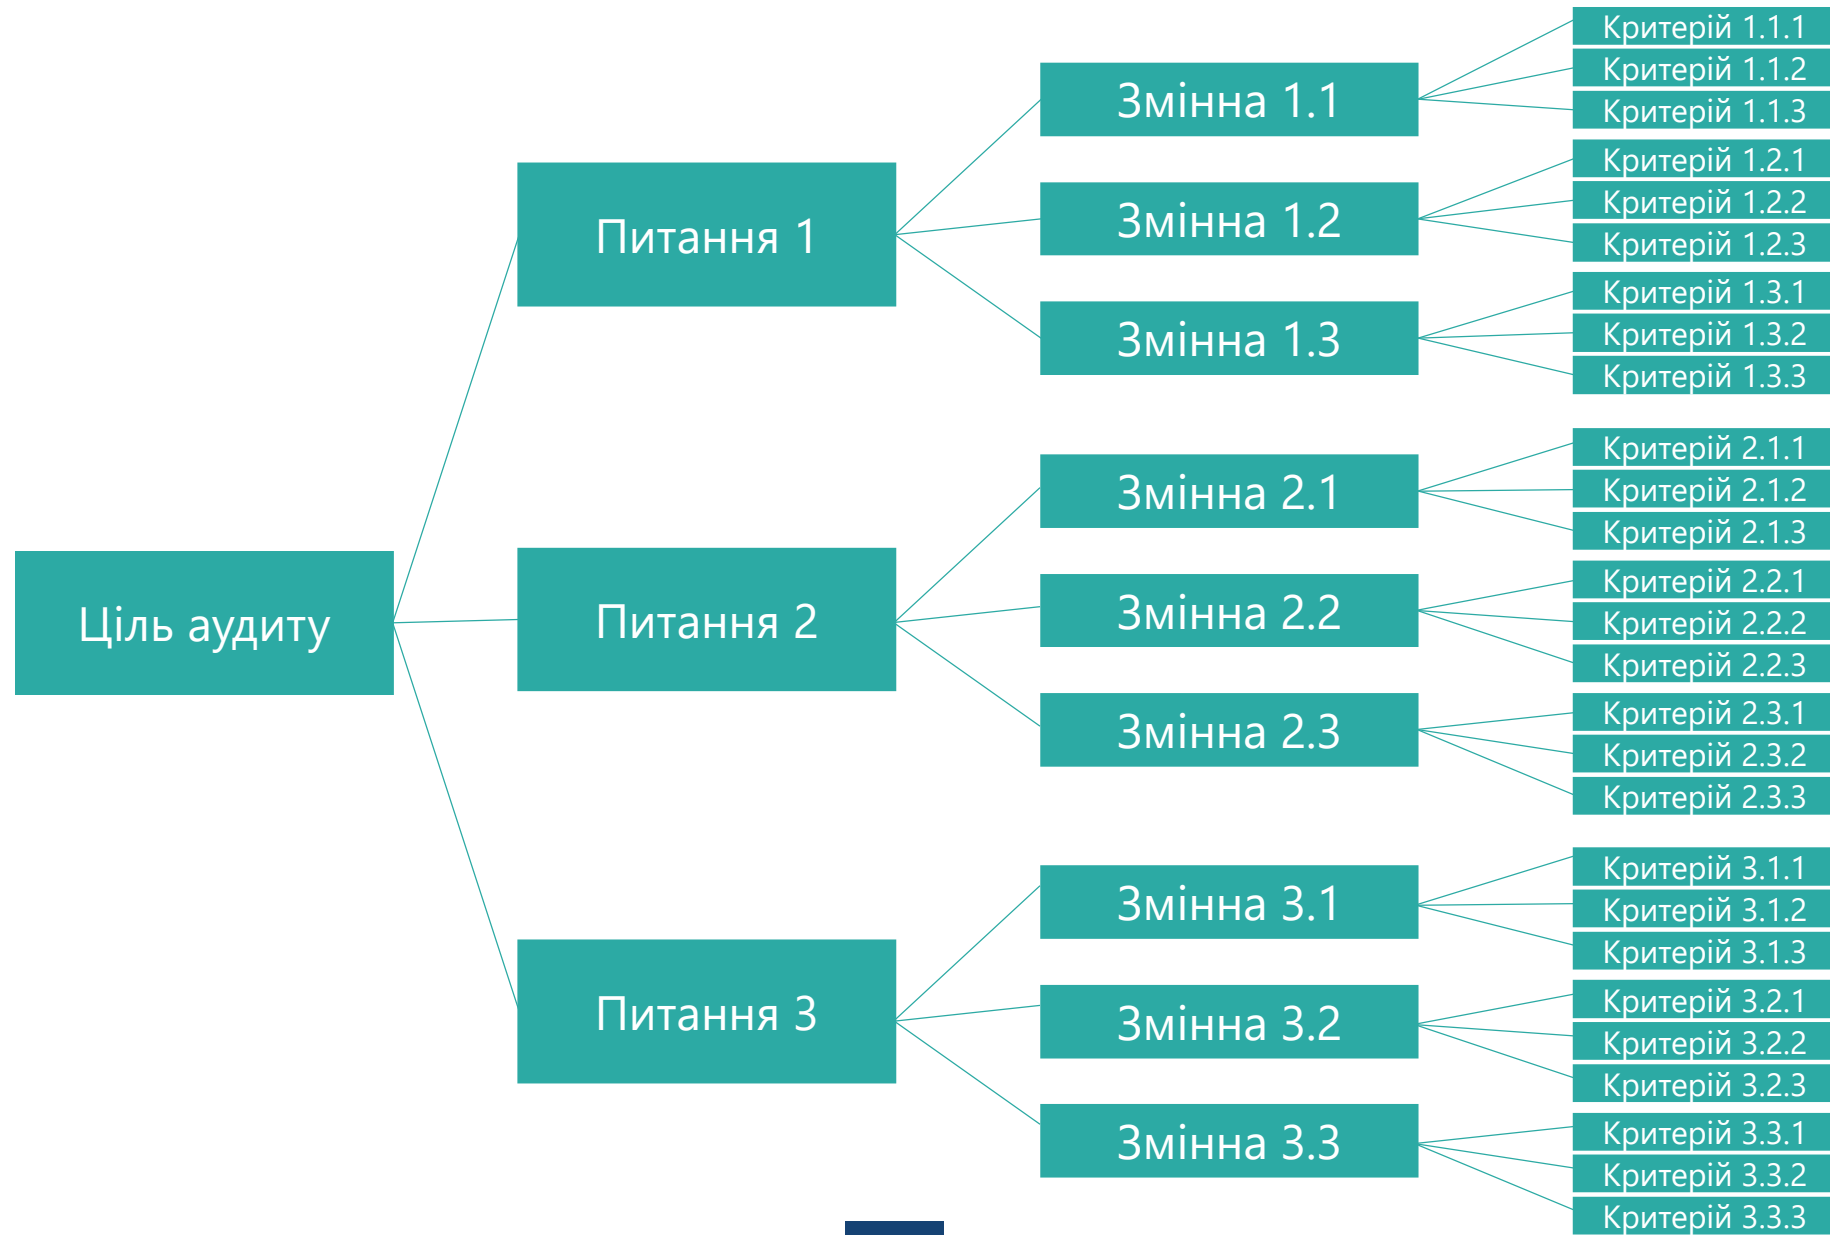 Ціль аудиту
Питання 1
Змінна 1.1
Критерій 1.1.1
Критерій 1.1.2
Критерій 1.1.3
Змінна 1.2
Критерій 1.2.1
Критерій 1.2.2
Критерій 1.2.3
Змінна 1.3
Критерій 1.3.1
Критерій 1.3.2
Критерій 1.3.3
Питання 2
Змінна 2.1
Критерій 2.1.1
Критерій 2.1.2
Критерій 2.1.3
Змінна 2.2
Критерій 2.2.1
Критерій 2.2.2
Критерій 2.2.3
Змінна 2.3
Критерій 2.3.1
Критерій 2.3.2
Критерій 2.3.3
Питання 3
Змінна 3.1
Критерій 3.1.1
Критерій 3.1.2
Критерій 3.1.3
Змінна 3.2
Критерій 3.2.1
Критерій 3.2.2
Критерій 3.2.3
Змінна 3.3
Критерій 3.3.1
Критерій 3.3.2
Критерій 3.3.3